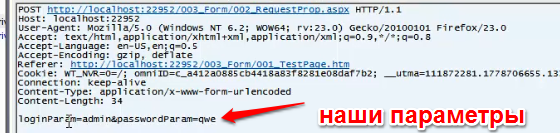 POST http://localhost:22952/003_Form/002_RequestProp.aspx HTTP/1.1
Host: localhost:22952
User-Agent: Mozilla/5.0 (Windows NT 6.2; WOW64; rv:23.0) Gecko/20100101 Firefox/23.0
Accept: text/html,application/xhtml+xml,application/xml;q=0.9,*/*;q=0.8
Accept-Language: en-US,en;q=0.5
Accept-Encoding: gzip, deflate
Referer: http://localhost:22952/003_Form/001_TestPage.htm
Cookie: WT_NVR=0=/; omniID=c_a412a085cb4418a83f8281e08daf7b2; __utma=111872281.1778706655.137
Connection: keep-alive
Content-Type: application/x-www-form-urlencoded
Content-Length: 34
loginParam=admin&passwordParam=qwe
наши параметры